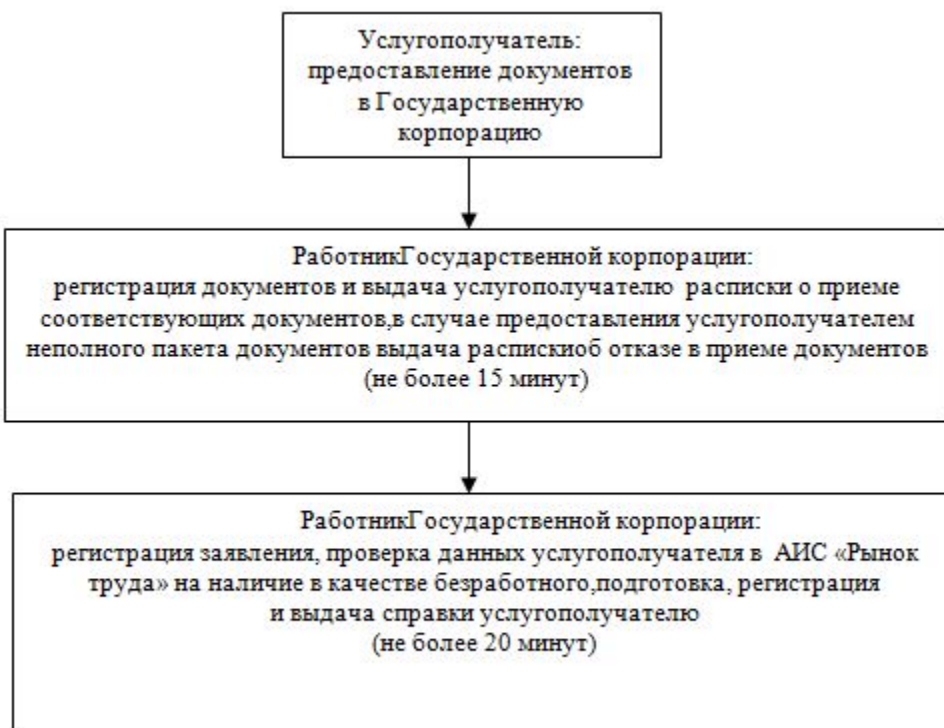 Услугополучатель:
предоставление документов
в Государственную
корпорацию
РаботникГосударственной корпорации:
регистрация документов и выдача услугополучателю расписки о приеме
соответствующих документов,в случае предоставления услугополучателем
неполного пакета документов выдача распискиоб отказе в приеме документов
(не более 15 минут)
РаботникГосударственной корпорации:
регистрация заявления, проверка данных услугополучателя в АИС «Рынок
труда» на наличие в качестве безработного,подготовка, регистрация
и выдача справки услугополучателю
(не более 20 минут)